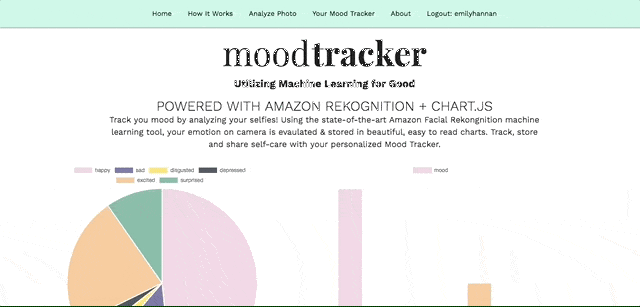 Home How It Works Analyze Photo Your Mood Tracker About Logout: emilyhannan
moodtracker
Utilizing Machine Learning for Good
POWERED WITH AMAZON REKOGNITION + CHART.JS
Track you mood by analyzing your selfies! Using the state-of-the-art Amazon Facial Rekongnition machine
learning tool, your emotion on camera is evaulated & stored in beautiful, easy to read charts. Track, store
and share self-care with your personalized Mood Tracker.
happy sad disgusted depressed
excited surprised
mood